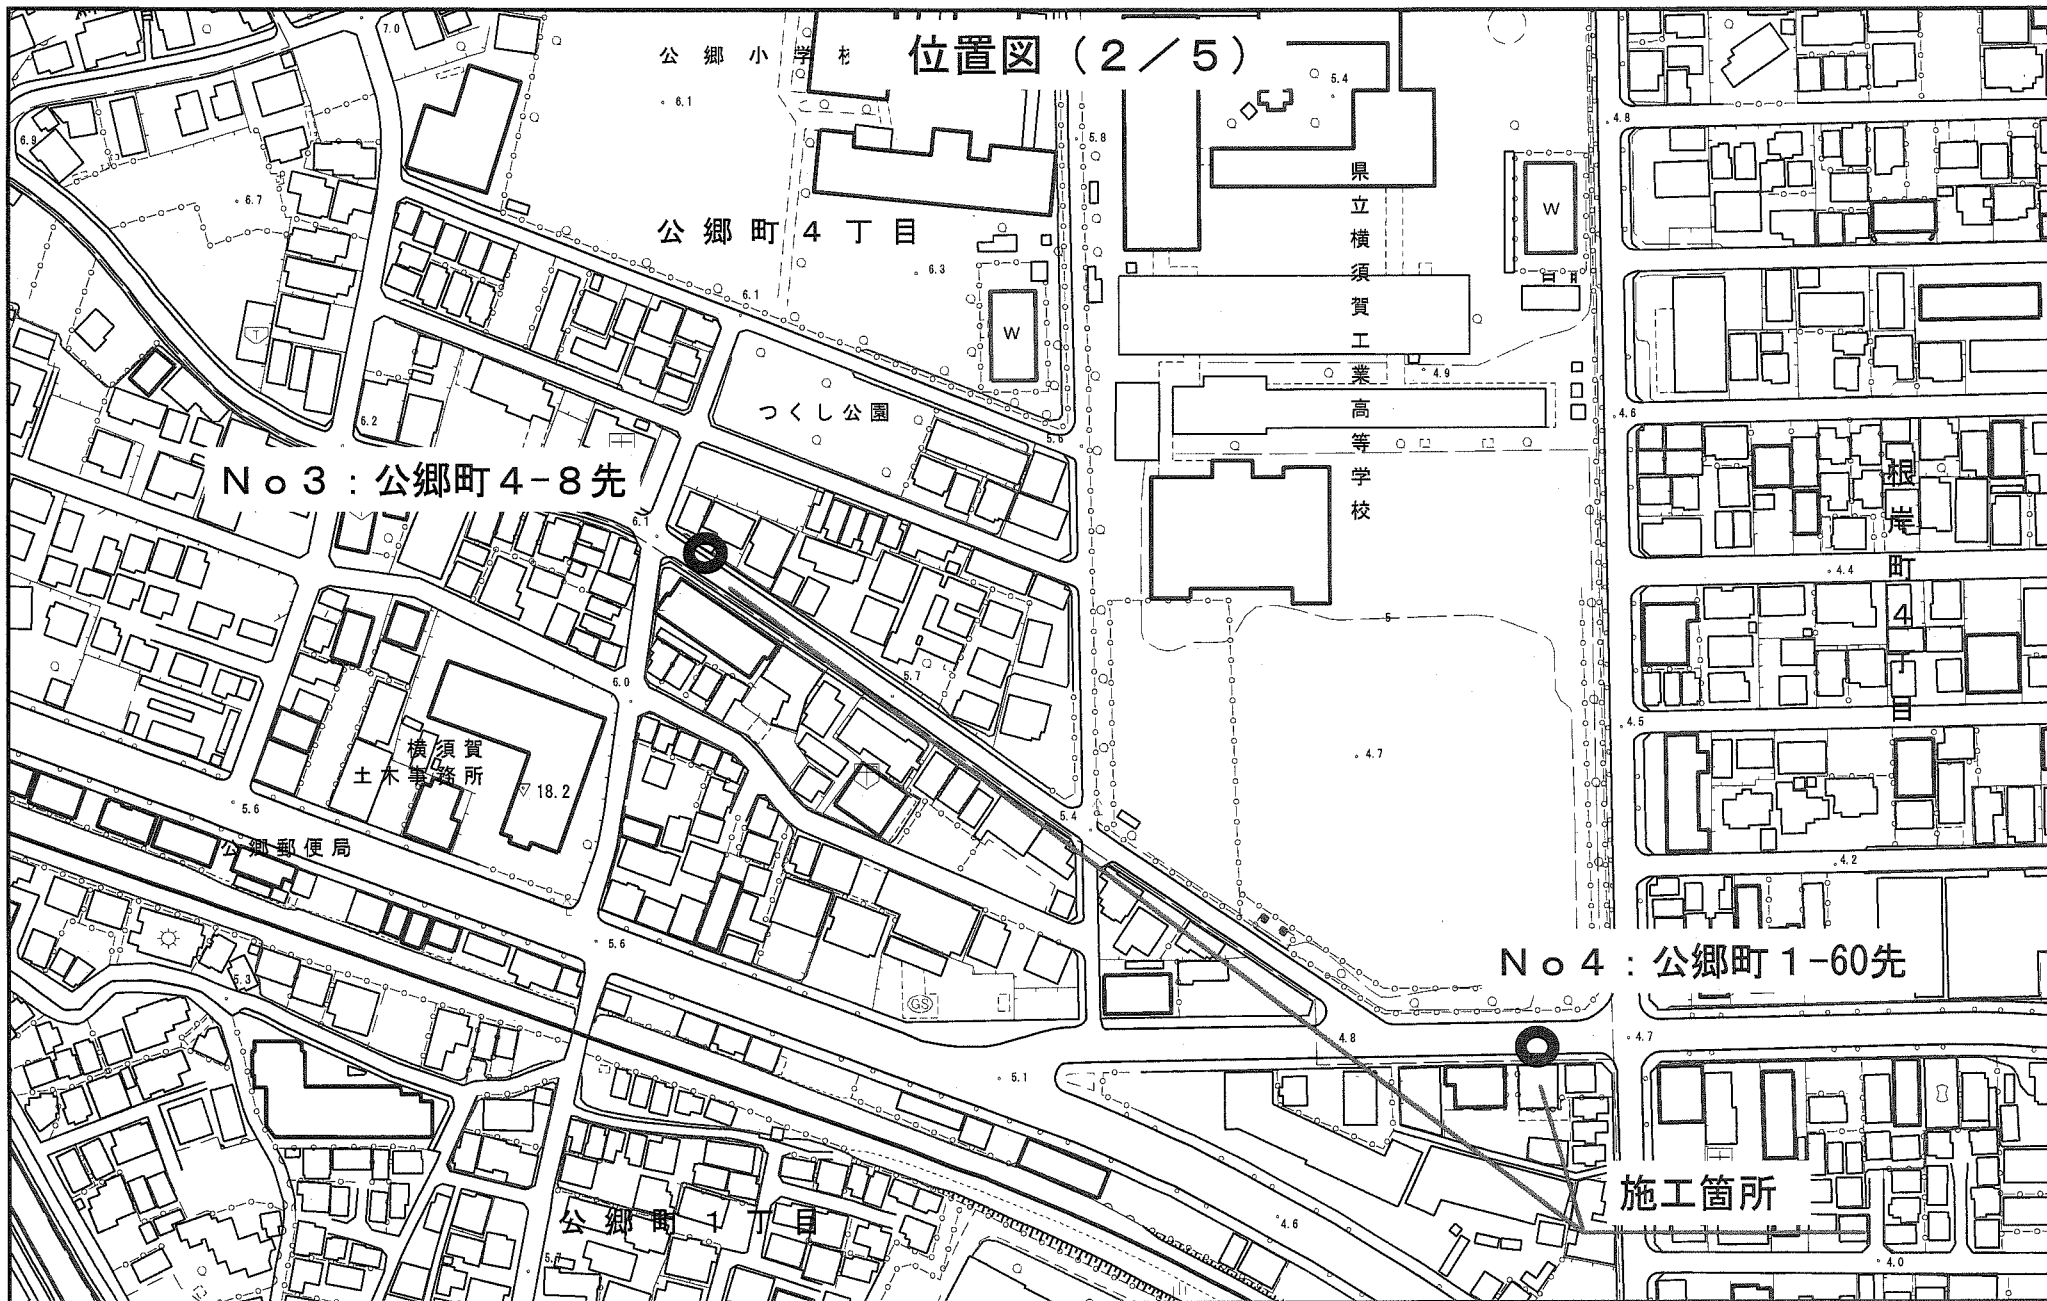 位置図（２／５）
7.0
公郷小学校
6.1
5.4
5.8
4.8
6.9
6.7
県立横須賀工業高等学校
W
公郷町４丁目
6.3
6.1
W
T
4.9
つくし公園
6.2
5.6
4.6
Ｎｏ３：公郷町４-８先
根岸町４丁目
6.1
4.4
5
5.7
6.0
4.5
4.7
横須賀
土木事務所
18.2
5.6
5.4
4.2
公郷郵便局
5.6
5.3
GS
Ｎｏ４：公郷町１-60先
4.8
4.7
5.1
施工箇所
公郷町１丁目
4.6
4.0